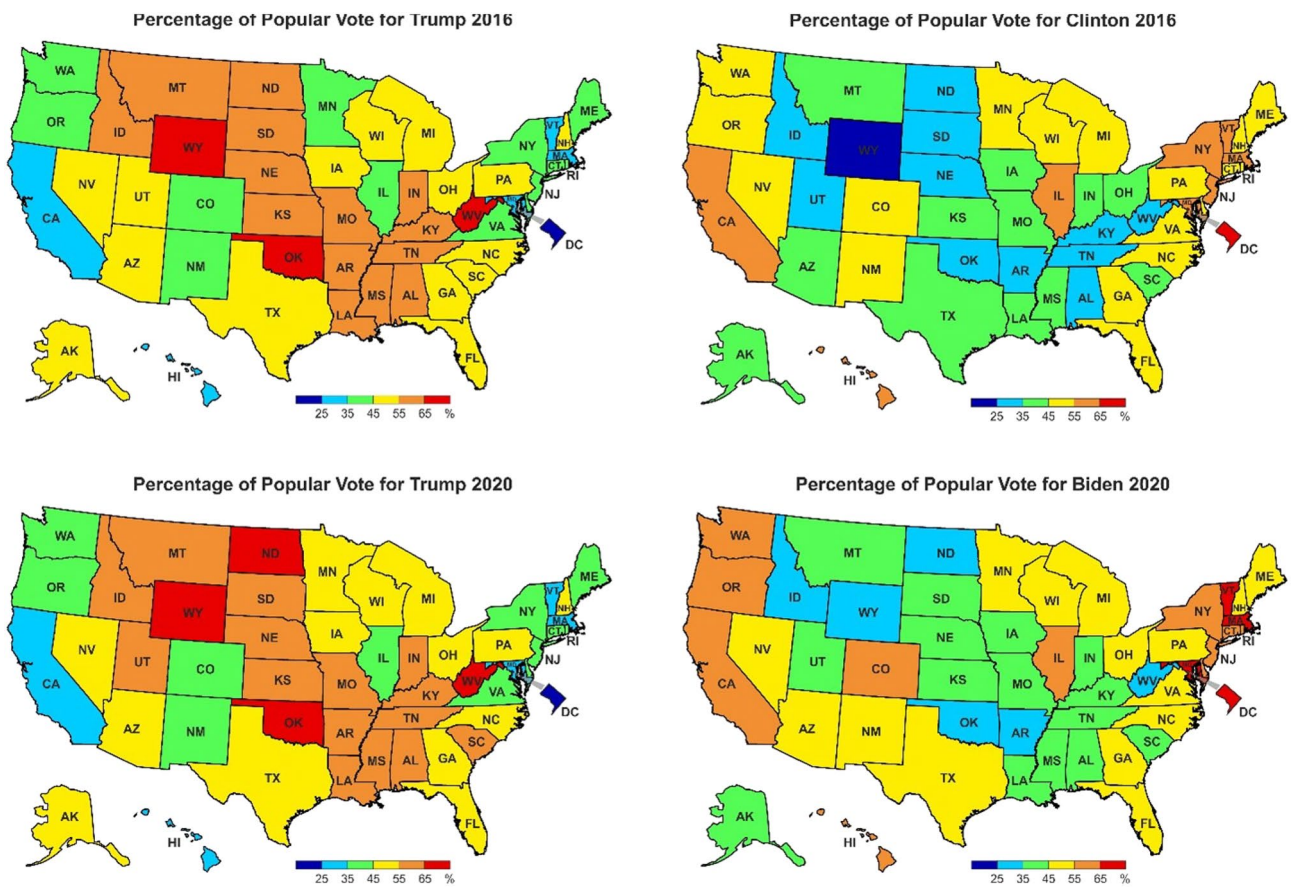 Percentage of Popular Vote for Trump 2016
WA
MT
ND
MN
ME
OR
ID
SD
WI
MI
VT
NH
WY
NY
MA
CT
RI
NE
IA
PA
NJ
NV
UT
CO
IL
IN
OH
WV
VA
DC
CA
KS
MO
KY
AZ
NM
OK
AR
TN
NC
SC
MS
AL
GA
TX
LA
FL
AK
HI
25 35 45 55 65 %
Percentage of Popular Vote for Clinton 2016
WA
MT
ND
MN
ME
OR
ID
SD
WI
MI
VT
NH
WY
NY
MA
CT
RI
NE
IA
PA
NJ
NV
UT
CO
IL
IN
OH
WV
VA
DC
CA
KS
MO
KY
AZ
NM
OK
AR
TN
NC
SC
MS
AL
GA
TX
LA
FL
AK
HI
25 35 45 55 65 %
Percentage of Popular Vote for Trump 2020
WA
MT
ND
MN
ME
OR
ID
SD
WI
MI
VT
NH
WY
NY
MA
CT
RI
NE
IA
PA
NJ
NV
UT
CO
IL
IN
OH
WV
VA
DC
CA
KS
MO
KY
AZ
NM
OK
AR
TN
NC
SC
MS
AL
GA
TX
LA
FL
AK
HI
25 35 45 55 65 %
Percentage of Popular Vote for Biden 2020
WA
MT
ND
MN
ME
OR
ID
SD
WI
MI
VT
NH
WY
NY
MA
CT
RI
NE
IA
PA
NJ
NV
UT
CO
IL
IN
OH
WV
VA
DC
CA
KS
MO
KY
AZ
NM
OK
AR
TN
NC
SC
MS
AL
GA
TX
LA
FL
AK
HI
25 35 45 55 65 %